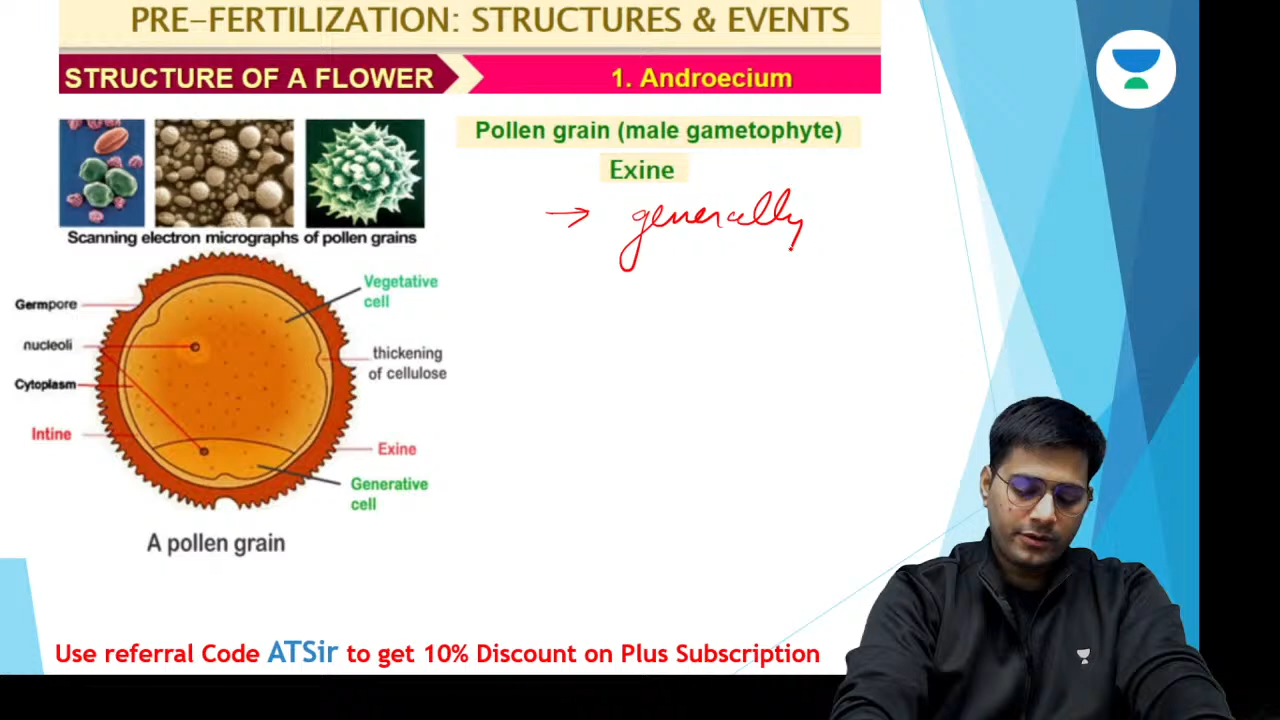 PRE-FERTILIZATION: STRUCTURES & EVENTS
STRUCTURE OF A FLOWER
1. Androecium
Pollen grain (male gametophyte)
Exine
→ generally
Scanning electron micrographs of pollen grains
Vegetative
cell
Germpore
nucleoli
thickening
of cellulose
Cytoplasm
Intine
Exine
Generative
cell
A pollen grain
Use referral Code ATSir to get 10% Discount on Plus Subscription